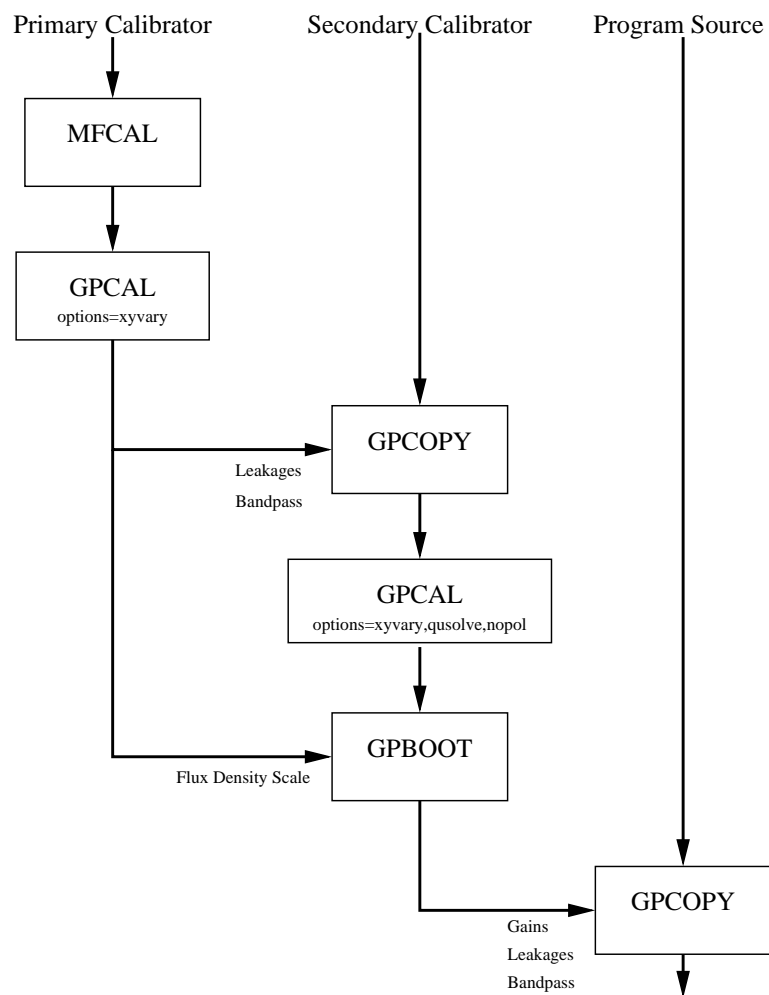 Primary Calibrator
Secondary Calibrator
Program Source
MFCAL
GPCAL
options=xyvary
GPCOPY
Leakages
Bandpass
GPCAL
options=xyvary,qusolve,nopol
GPBOOT
Flux Density Scale
GPCOPY
Gains
Leakages
Bandpass